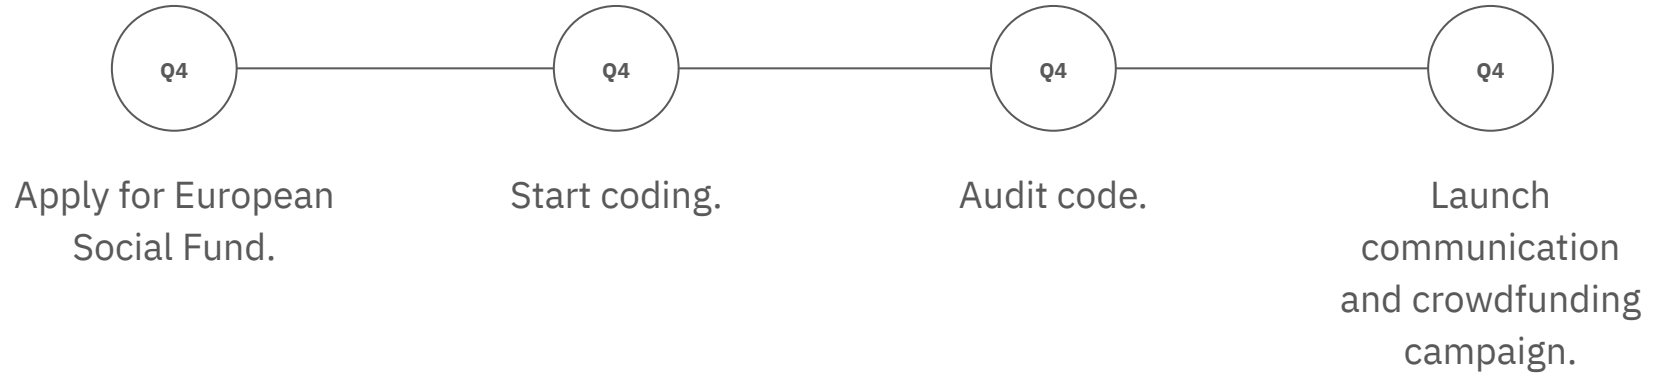 Q4
Q4
Q4
Q4
Apply for European
Social Fund.
Start coding.
Audit code.
Launch
communication
and crowdfunding
campaign.